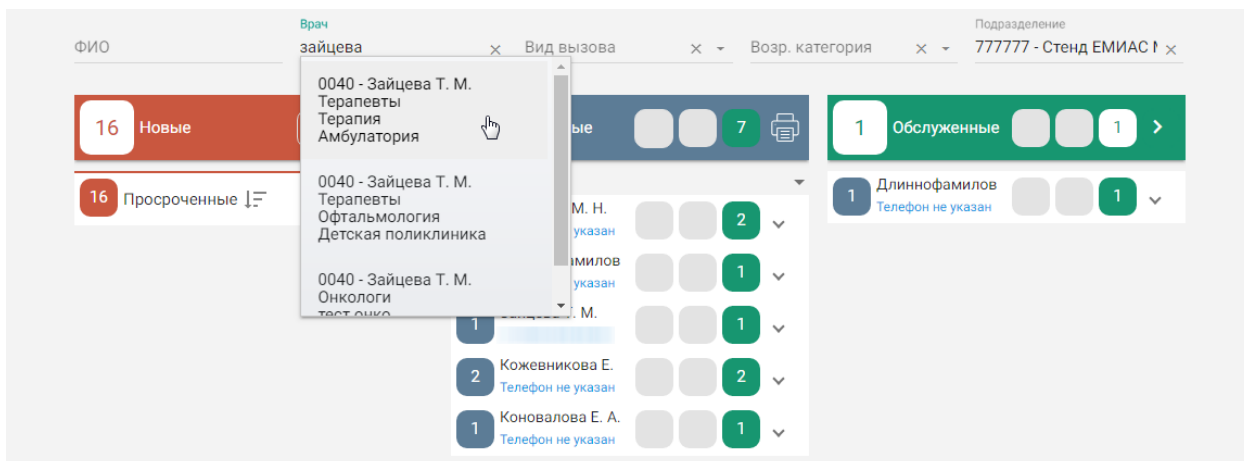 Врач
Подразделение
ФИО
зайцева
Вид вызова
Возр. категория
777777 - Стенд ЕМИАС
0040 - Зайцева Т. М.
Терапевты
Терапия
Амбулатория
0040 - Зайцева Т. М.
Терапевты
Офтальмология
Детская поликлиника
0040 - Зайцева Т. М.
Онкологи
тест онко
16 Новые
16 Просроченные
ые
7
М. Н.
указан
2
амилов
указан
1
1
Т. М.
1
2 Кожевникова Е.
Телефон не указан
2
1 Коновалова Е. А.
Телефон не указан
1
1 Обслуженные 1
1 Длиннофамилов
Телефон не указан
1